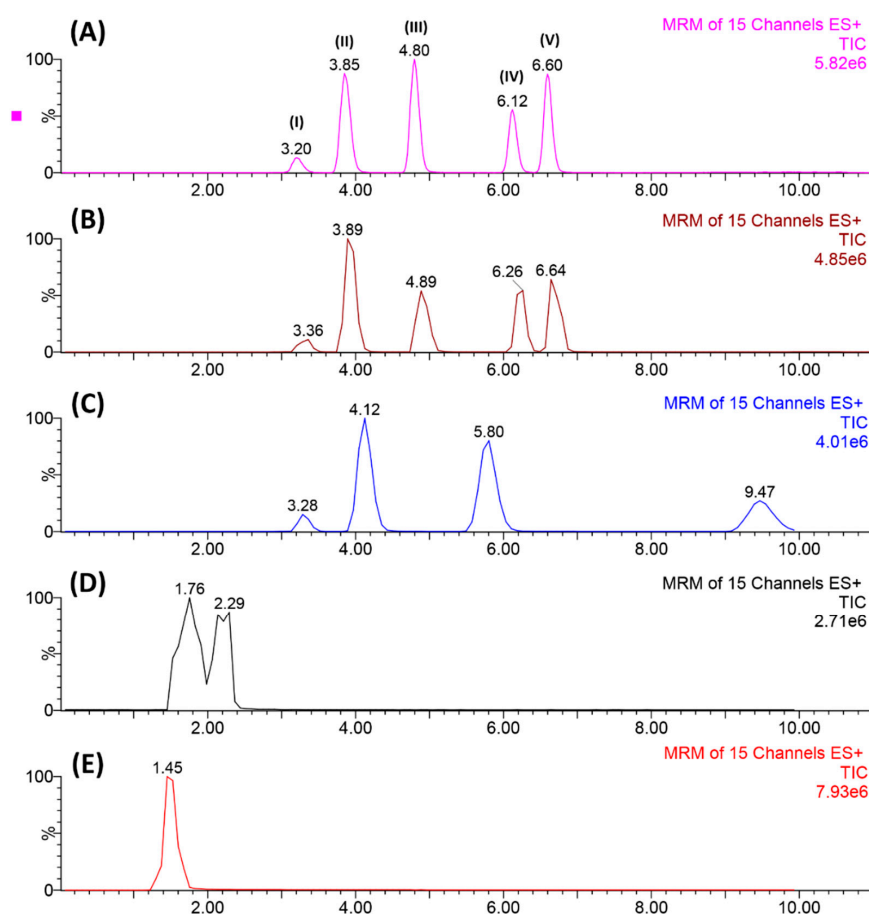 (A)
MRM of 15 Channels ES+
TIC
5.82e6
(I)
3.20
(II)
3.85
(III)
4.80
(IV)
6.12
(V)
6.60
100
%
0
2.00 4.00 6.00 8.00 10.00
(B)
MRM of 15 Channels ES+
TIC
4.85e6
3.36
3.89
4.89
6.26
6.64
100
%
0
2.00 4.00 6.00 8.00 10.00
(C)
MRM of 15 Channels ES+
TIC
4.01e6
3.28
4.12
5.80
9.47
100
%
0
2.00 4.00 6.00 8.00 10.00
(D)
MRM of 15 Channels ES+
TIC
2.71e6
1.76
2.29
100
%
0
2.00 4.00 6.00 8.00 10.00
(E)
MRM of 15 Channels ES+
TIC
7.93e6
1.45
100
%
0
2.00 4.00 6.00 8.00 10.00